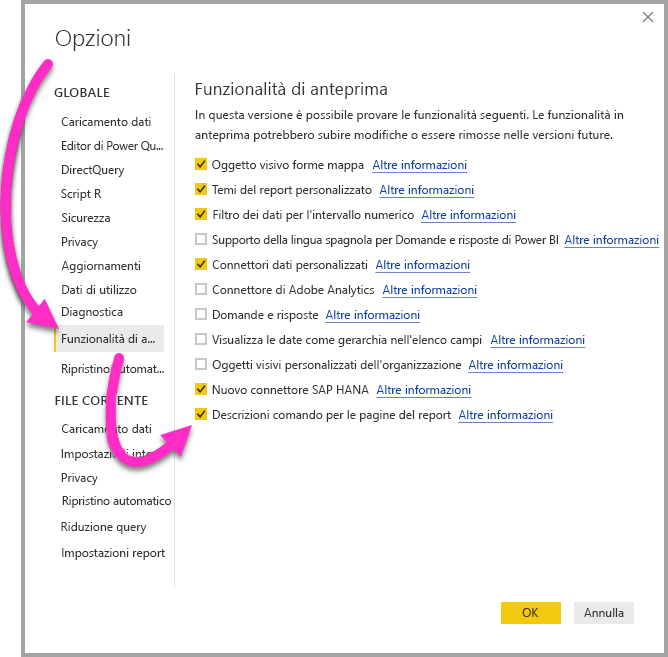 Opzioni
GLOBALE
Caricamento dati
Editor di Power Qu...
DirectQuery
Script R
Sicurezza
Privacy
Aggiornamenti
Dati di utilizzo
Diagnostica
Funzionalità di a...
Ripristino automat...
FILE CORRENTE
Caricamento dati
Impostazioni inte
Privacy
Ripristino automatico
Riduzione query
Impostazioni report
Funzionalità di anteprima
In questa versione è possibile provare le funzionalità seguenti. Le funzionalità in
anteprima potrebbero subire modifiche o essere rimosse nelle versioni future.
Oggetto visivo forme mappa Altre informazioni
Temi del report personalizzato Altre informazioni
Filtro dei dati per l'intervallo numerico Altre informazioni
Supporto della lingua spagnola per Domande e risposte di Power BI Altre informazioni
Connettori dati personalizzati Altre informazioni
Connettore di Adobe Analytics Altre informazioni
Domande e risposte Altre informazioni
Visualizza le date come gerarchia nell'elenco campi Altre informazioni
Oggetti visivi personalizzati dell'organizzazione Altre informazioni
Nuovo connettore SAP HANA Altre informazioni
Descrizioni comando per le pagine del report Altre informazioni
OK Annulla